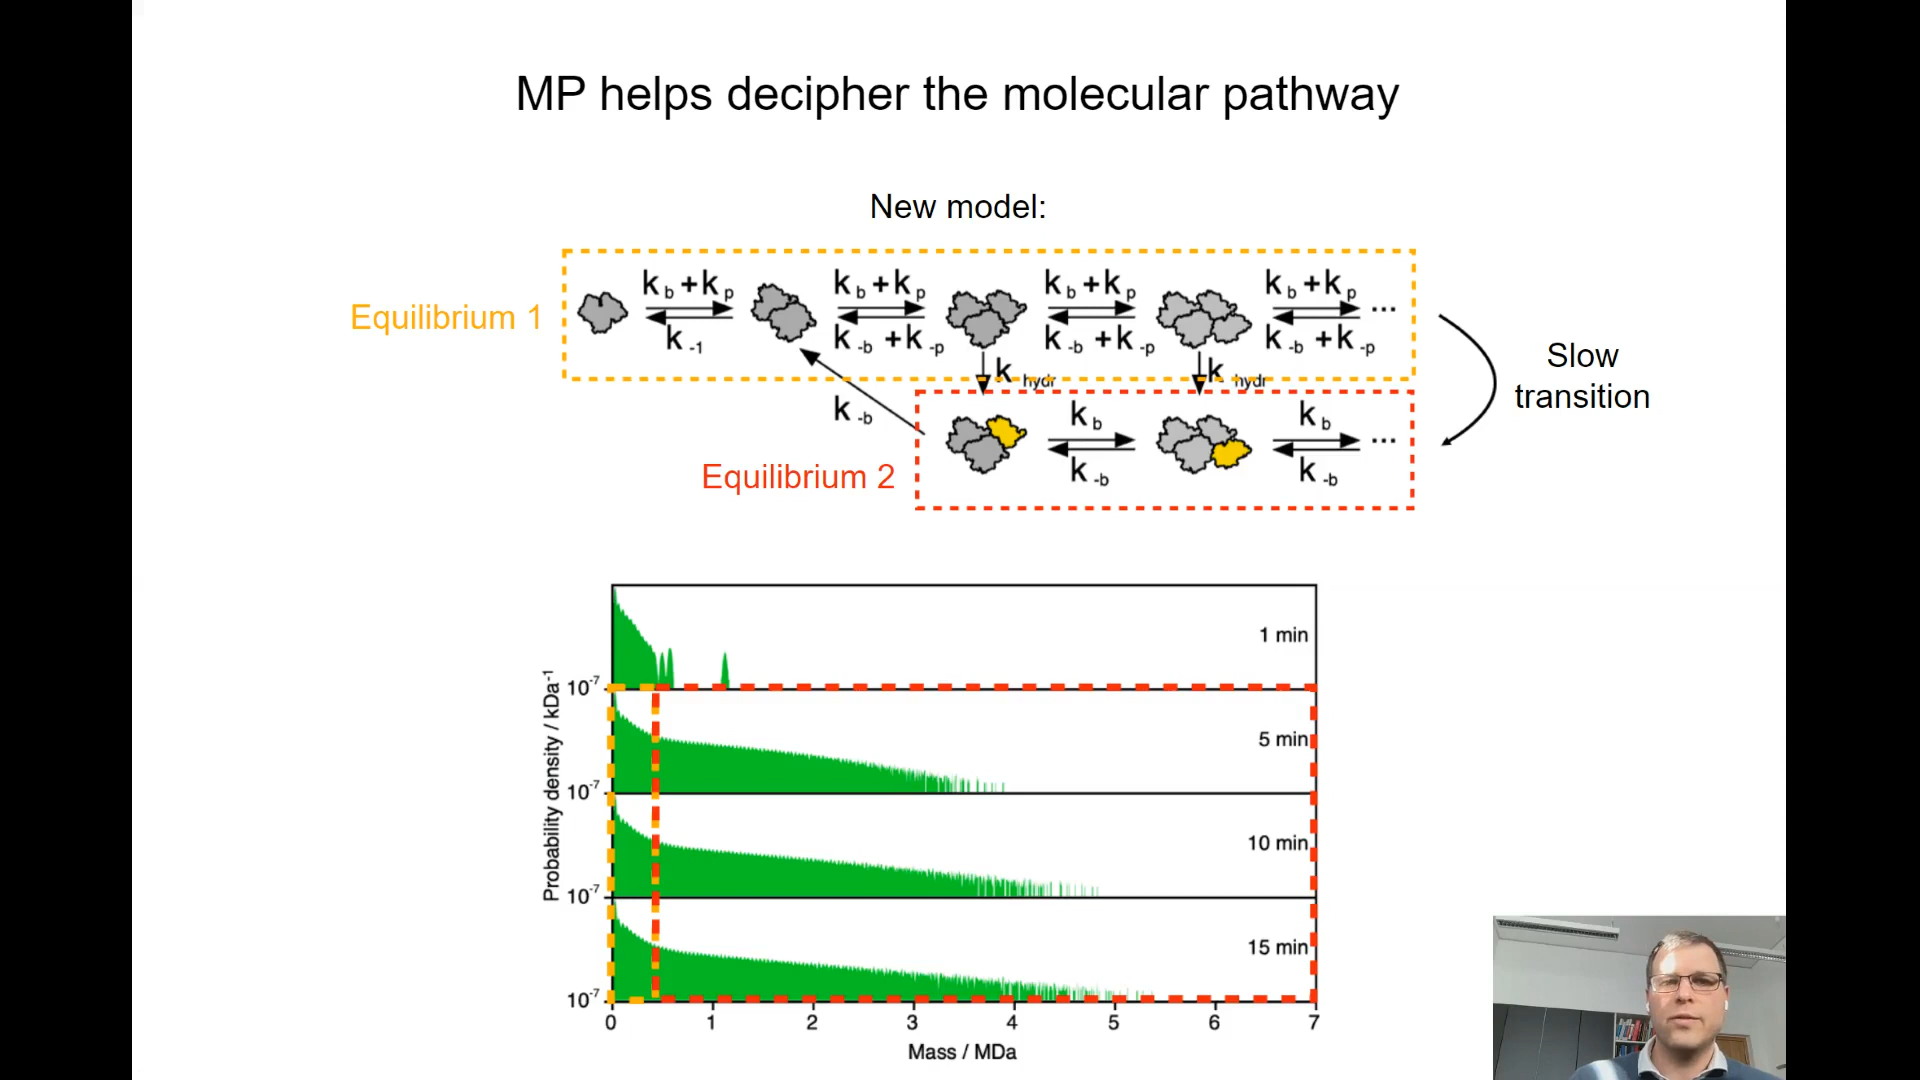 MP helps decipher the molecular pathway
New model:
Equilibrium 1
k b + k p k b + k p k b + k p k b + k p
k -1 k -b + k -p k -b + k -p k -b + k -p
...
k hydr k hydr
Slow
transition
k -b
k b k b
k -b k -b
...
Equilibrium 2
Probability density / kDa-1
1 min
10-7
5 min
10-7
10 min
10-7
15 min
10-7
0 1 2 3 4 5 6 7
Mass / MDa